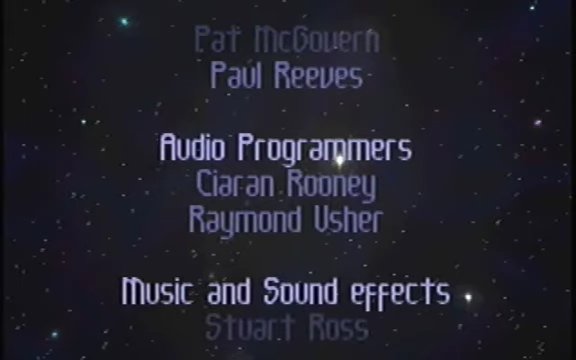 Pat McGovern
Paul Reeves
Audio Programmers
Ciaran Rooney
Raymond Usher
Music and Sound effects
Stuart Ross